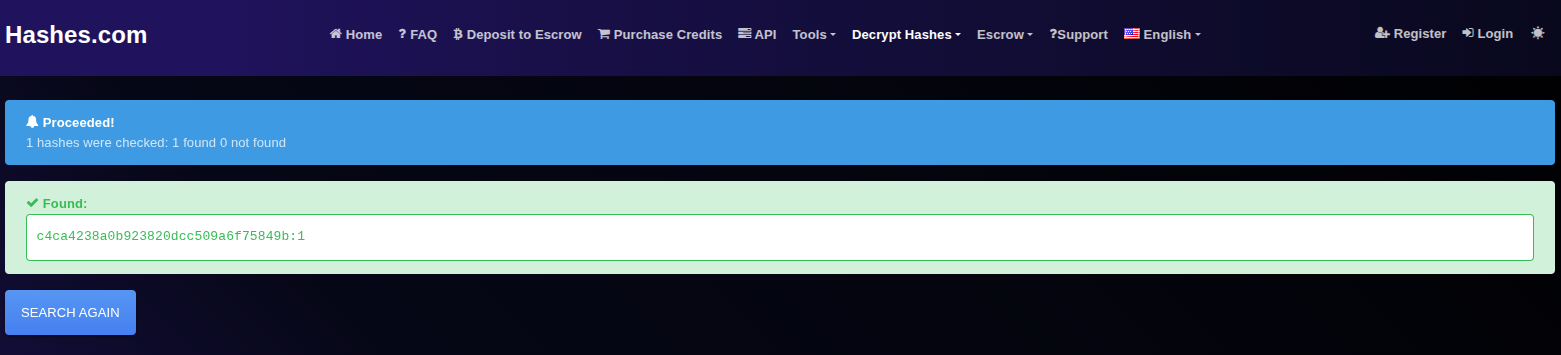 Hashes.com
Home ? FAQ Deposit to Escrow Purchase Credits API Tools Decrypt Hashes Escrow ?Support English Register Login
Proceeded!
1 hashes were checked: 1 found 0 not found
Found:
c4ca4238a0b923820dcc509a6f75849b:1
SEARCH AGAIN